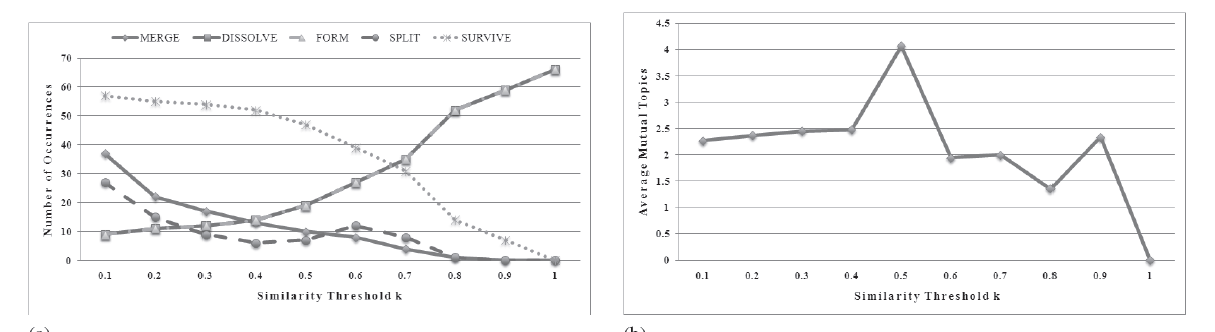 MERGE DISSOLVE FORM SPLIT SURVIVE
70
60
50
40
30
20
10
0
Number of Occurrences
0.1 0.2 0.3 0.4 0.5 0.6 0.7 0.8 0.9 1
Similarity Threshold k
4.5
4
3.5
3
2.5
2
1.5
1
0.5
0
Average Mutual Topics
0.1 0.2 0.3 0.4 0.5 0.6 0.7 0.8 0.9 1
Similarity Threshold k
(a)
(b)